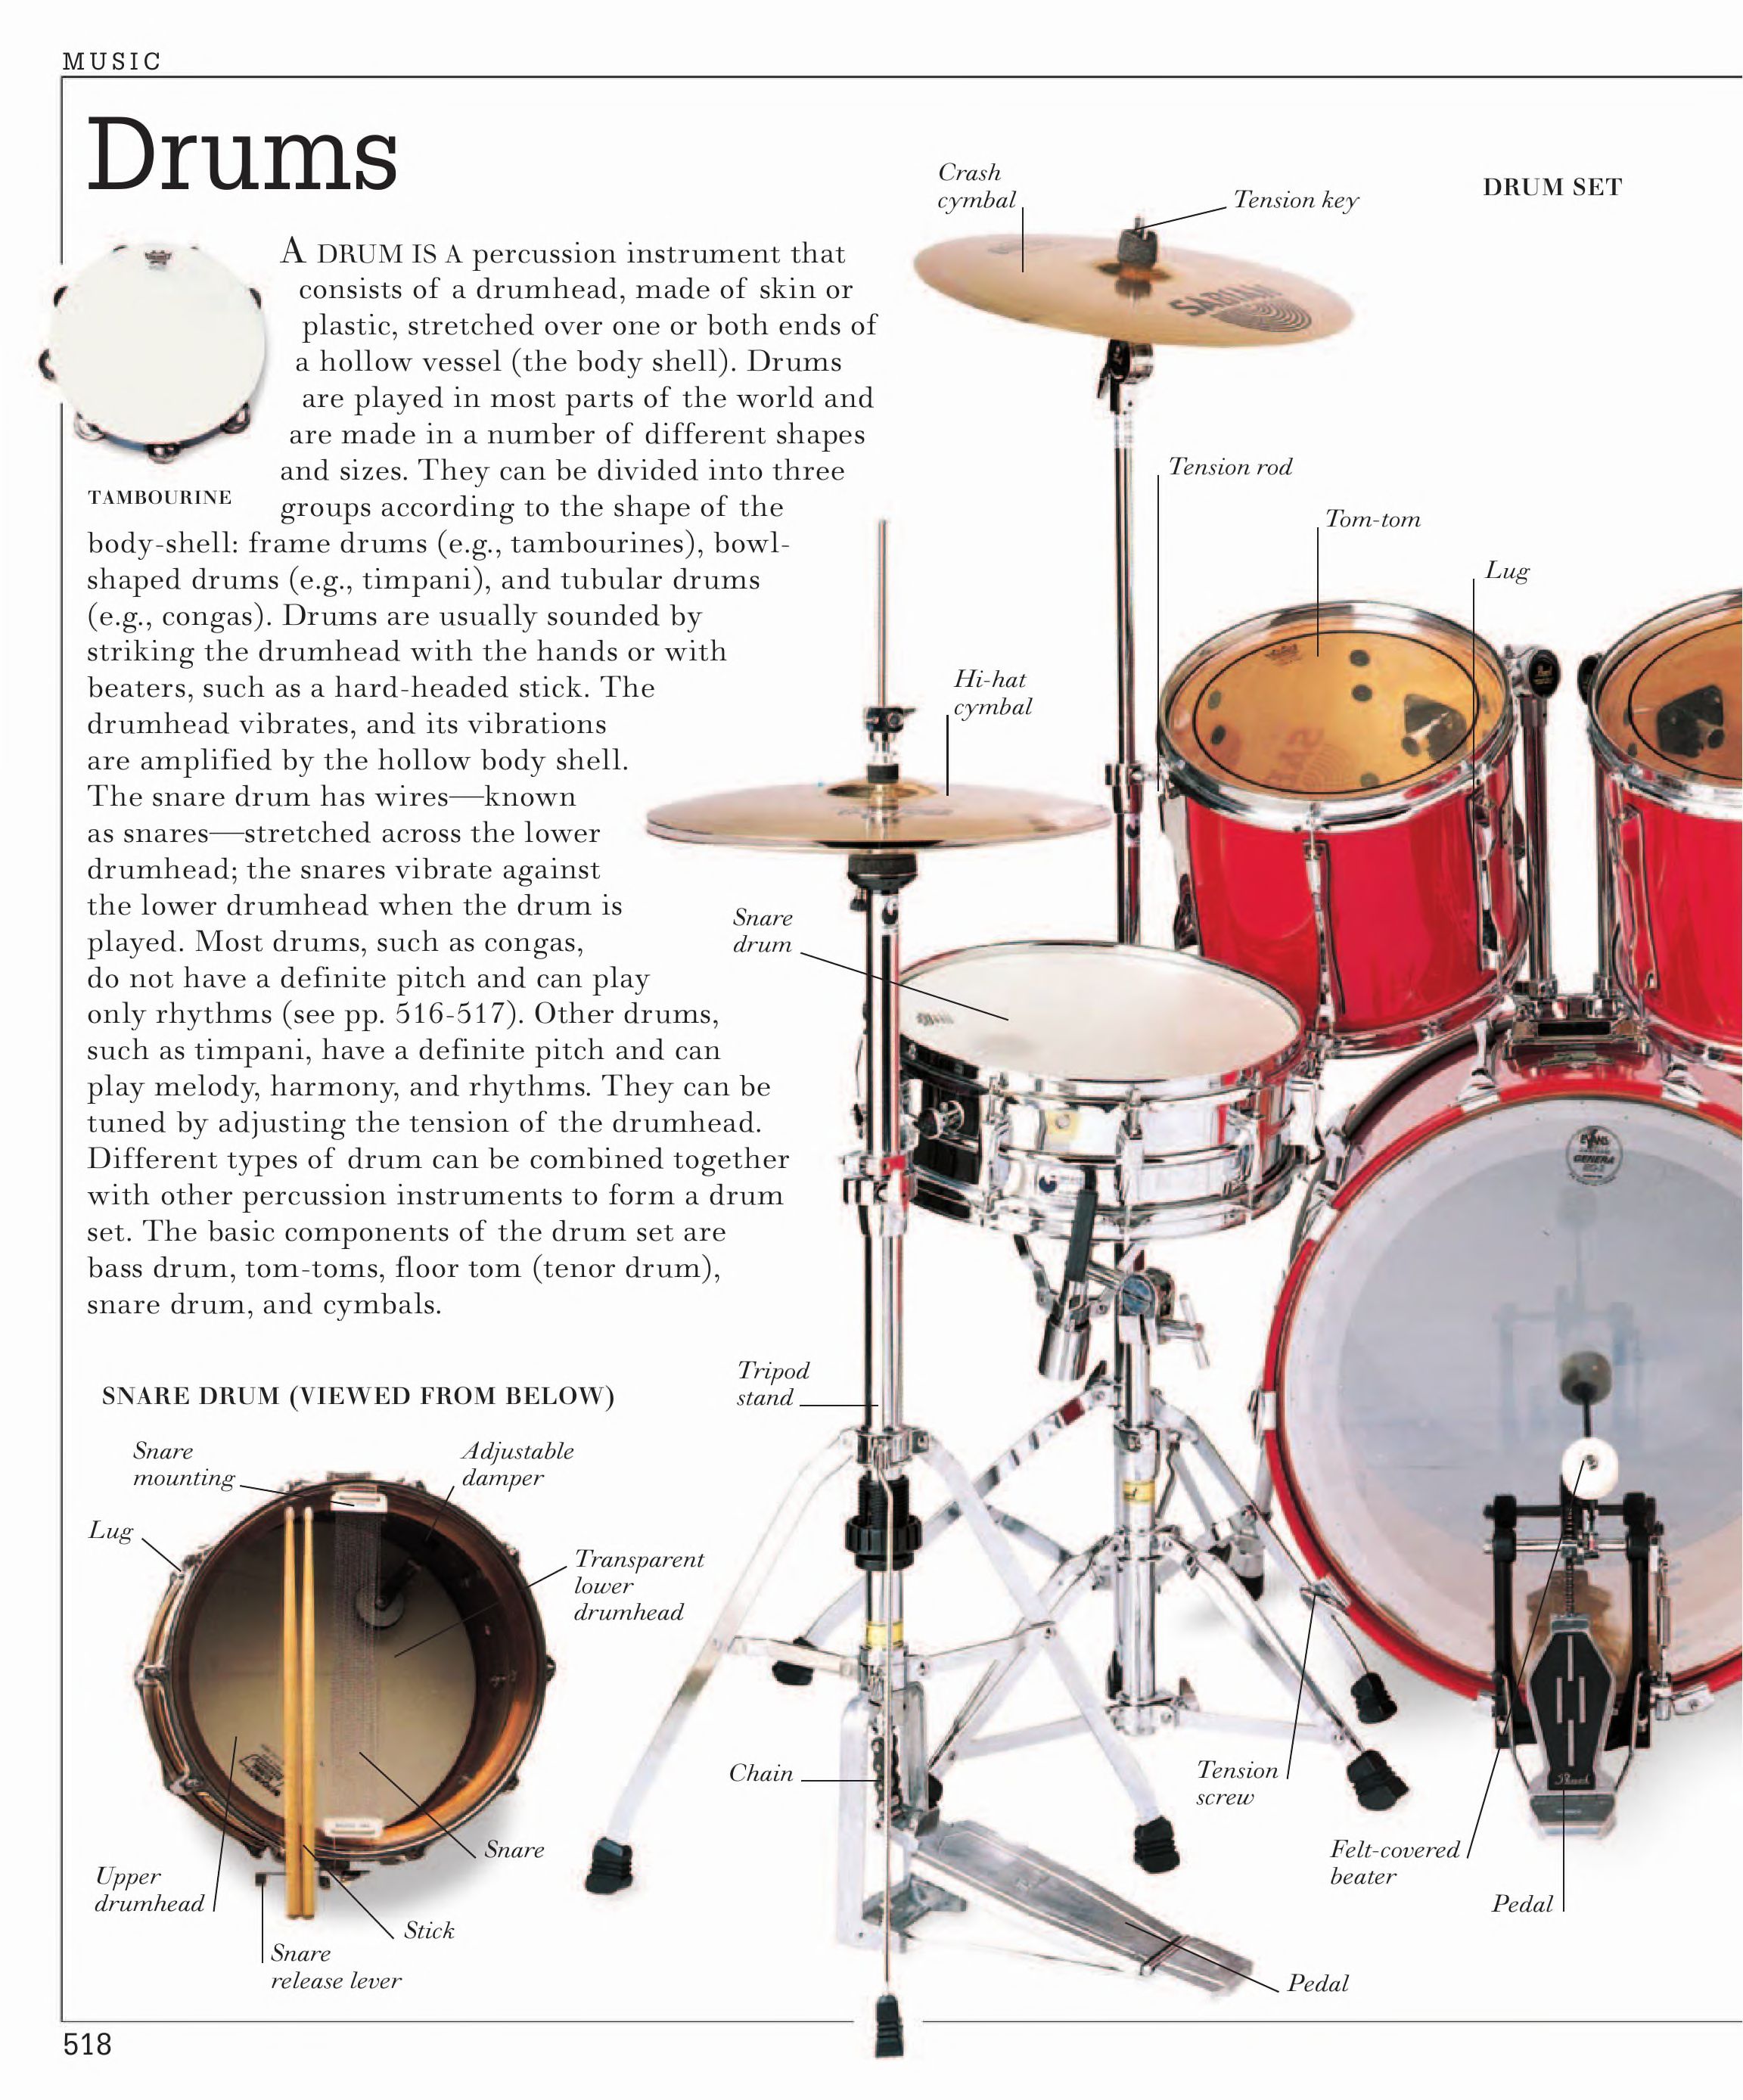 MUSIC
Drums
Crash
cymbal
Tension key
DRUM SET
A DRUM IS A percussion instrument that
consists of a drumhead, made of skin or
plastic, stretched over one or both ends of
a hollow vessel (the body shell). Drums
are played in most parts of the world and
are made in a number of different shapes
and sizes. They can be divided into three
groups according to the shape of the
TAMBOURINE
body-shell: frame drums (e.g., tambourines), bowl-
shaped drums (e.g., timpani), and tubular drums
(e.g., congas). Drums are usually sounded by
striking the drumhead with the hands or with
beaters, such as a hard-headed stick. The
drumhead vibrates, and its vibrations
are amplified by the hollow body shell.
The snare drum has wires—known
as snares—stretched across the lower
drumhead; the snares vibrate against
the lower drumhead when the drum is
played. Most drums, such as congas,
do not have a definite pitch and can play
only rhythms (see pp. 516-517). Other drums,
such as timpani, have a definite pitch and can
play melody, harmony, and rhythms. They can be
tuned by adjusting the tension of the drumhead.
Different types of drum can be combined together
with other percussion instruments to form a drum
set. The basic components of the drum set are
bass drum, tom-toms, floor tom (tenor drum),
snare drum, and cymbals.
SABIAN
Tension rod
Tom-tom
Lug
Hi-hat
cymbal
Snare
drum
EVANS
GENERA
Tripod
stand
SNARE DRUM (VIEWED FROM BELOW)
Snare
mounting
Adjustable
damper
Lug
Transparent
lower
drumhead
Chain
Tension
screw
Pearl
Felt-covered
beater
Pedal
Snare
Upper
drumhead
Stick
Snare
release lever
Pedal
518